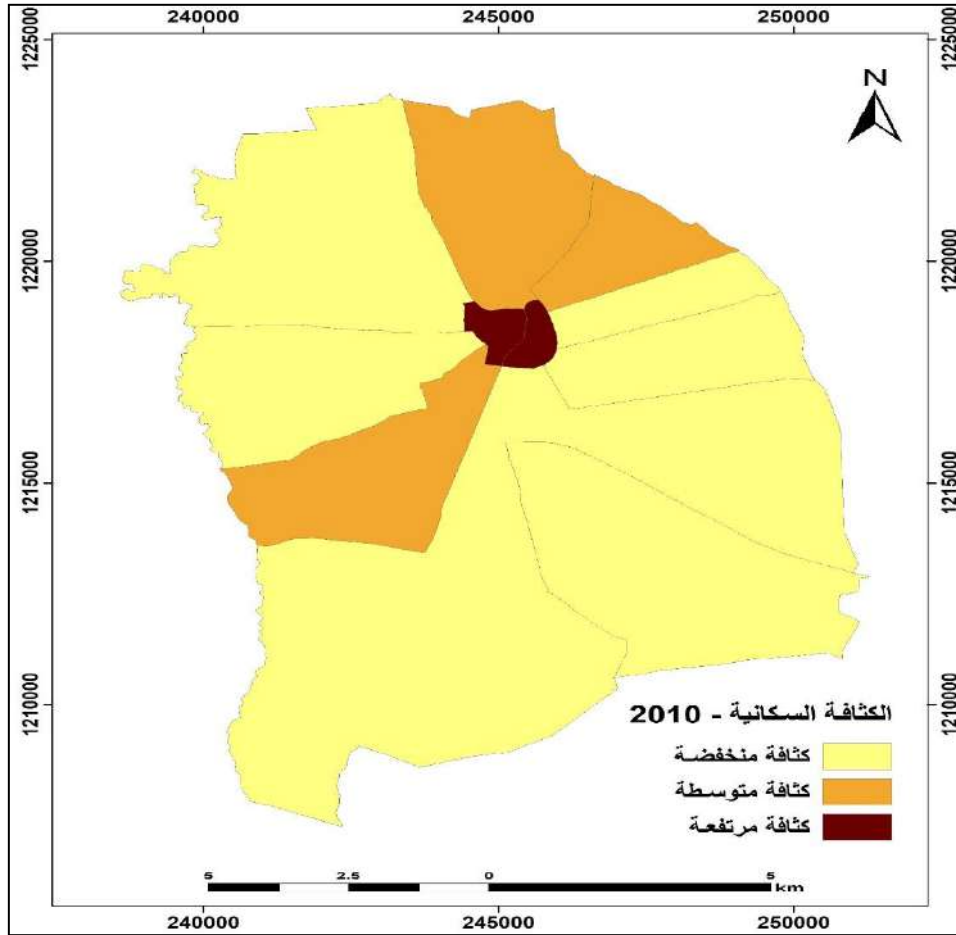 240000 245000 250000
1225000 1225000
N
1220000 1220000
1215000 1215000
1210000 1210000
الكثافة السكانية - 2010
كثافة منخفضة
كثافة متوسطة
كثافة مرتفعة
5 2.5 0 5
km
240000 245000 250000